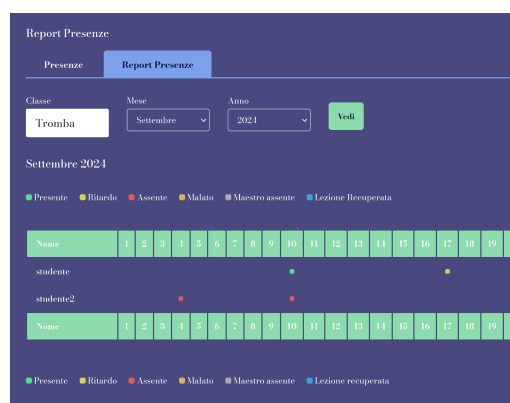 Report Presenze
Presenze Report Presenze
Classe Mese Anno
Tromba Settembre 2024 Vedi
Settembre 2024
Presente Ritardo Assente Malato Maestro assente Lezione Recuperata
Nome 1 2 3 4 5 6 7 8 9 10 11 12 13 14 15 16 17 18 19
studente
studente2
Nome 1 2 3 4 5 6 7 8 9 10 11 12 13 14 15 16 17 18 19
Presente Ritardo Assente Malato Maestro assente Lezione recuperata